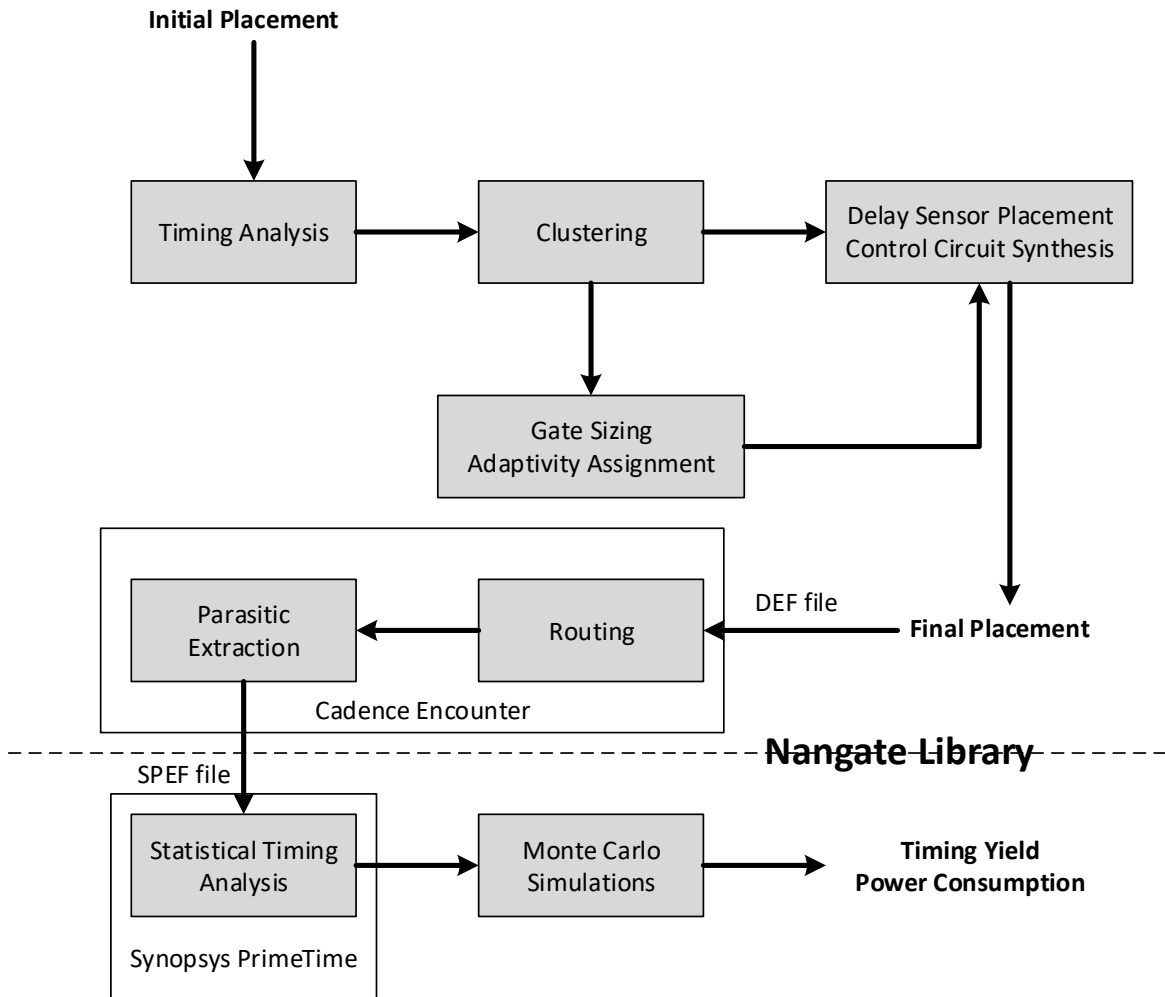 Initial Placement
Timing Analysis
Clustering
Delay Sensor Placement
Control Circuit Synthesis
Gate Sizing
Adaptivity Assignment
DEF file
Parasitic
Extraction
Routing
Final Placement
Cadence Encounter
Nangate Library
SPEF file
Statistical Timing
Analysis
Monte Carlo
Simulations
Timing Yield
Power Consumption
Synopsys PrimeTime